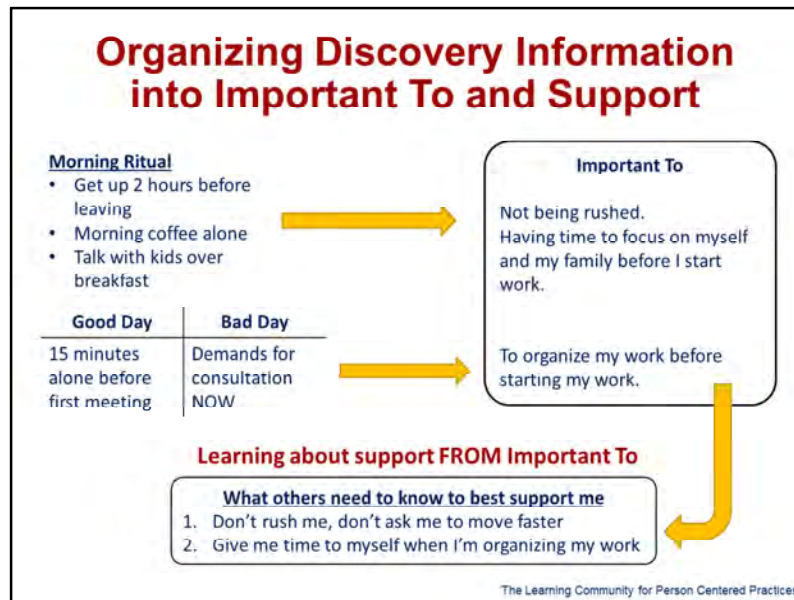 Organizing Discovery Information
into Important To and Support
Morning Ritual
• Get up 2 hours before
leaving
• Morning coffee alone
• Talk with kids over
breakfast
Good Day
Bad Day
15 minutes
alone before
first meeting
Demands for
consultation
NOW
Important To
Not being rushed.
Having time to focus on myself
and my family before I start
work.
To organize my work before
starting my work.
Learning about support FROM Important To
What others need to know to best support me
1. Don't rush me, don't ask me to move faster
2. Give me time to myself when I'm organizing my work
The Learning Community for Person Centered Practices